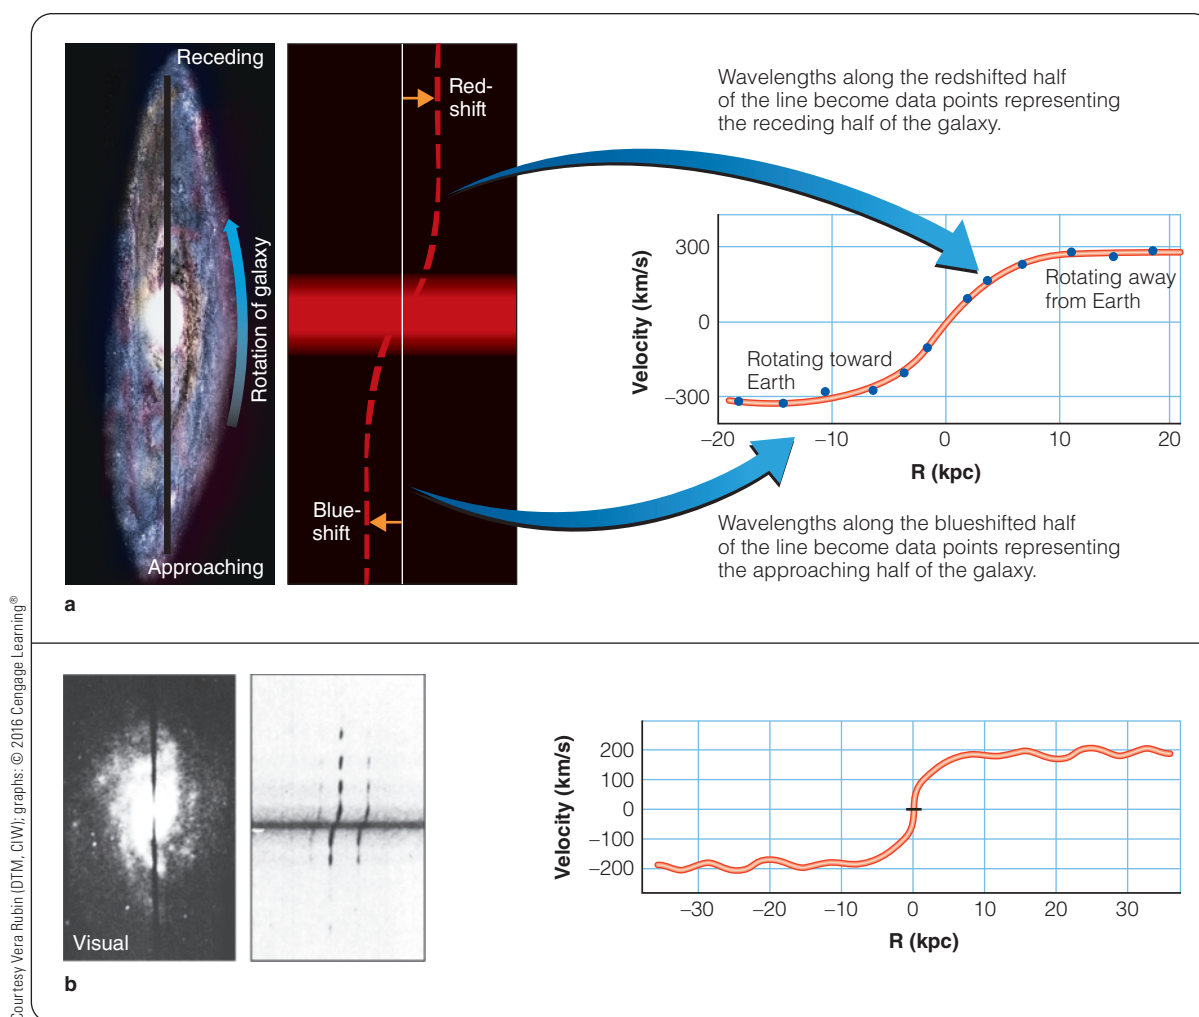 Receding
Rotation of galaxy
Approaching
Red-
shift
Blue-
shift
Wavelengths along the redshifted half
of the line become data points representing
the receding half of the galaxy.
Velocity (km/s)
300
0
−300
Rotating away
from Earth
Rotating toward
Earth
−20
−10
0
10
20
R (kpc)
Wavelengths along the blueshifted half
of the line become data points representing
the approaching half of the galaxy.
a
Visual
b
Velocity (km/s)
200
100
0
−100
−200
−30
−20
−10
0
10
20
30
R (kpc)
Courtesy Vera Rubin (DTM, CIW); graphs: © 2016 Cengage Learning®